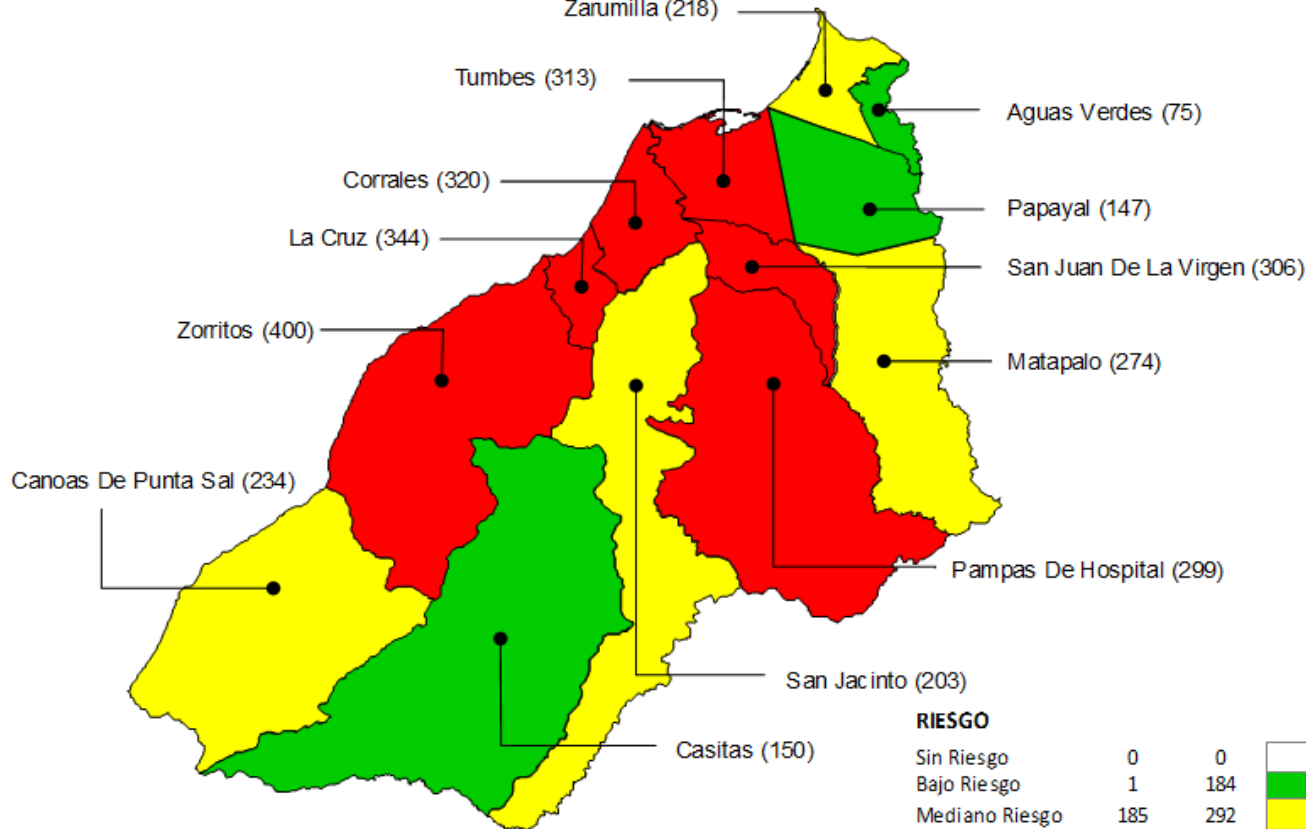 Zarumilla (218)
Tumbes (313)
Aguas Verdes (75)
Corrales (320)
Papayal (147)
La Cruz (344)
San Juan De La Virgen (306)
Zorritos (400)
Matapalo (274)
Canoas De Punta Sal (234)
Pampas De Hospital (299)
San Jacinto (203)
Casitas (150)
RIESGO
Sin Riesgo 0 0
Bajo Riesgo 1 184
Mediano Riesgo 185 292